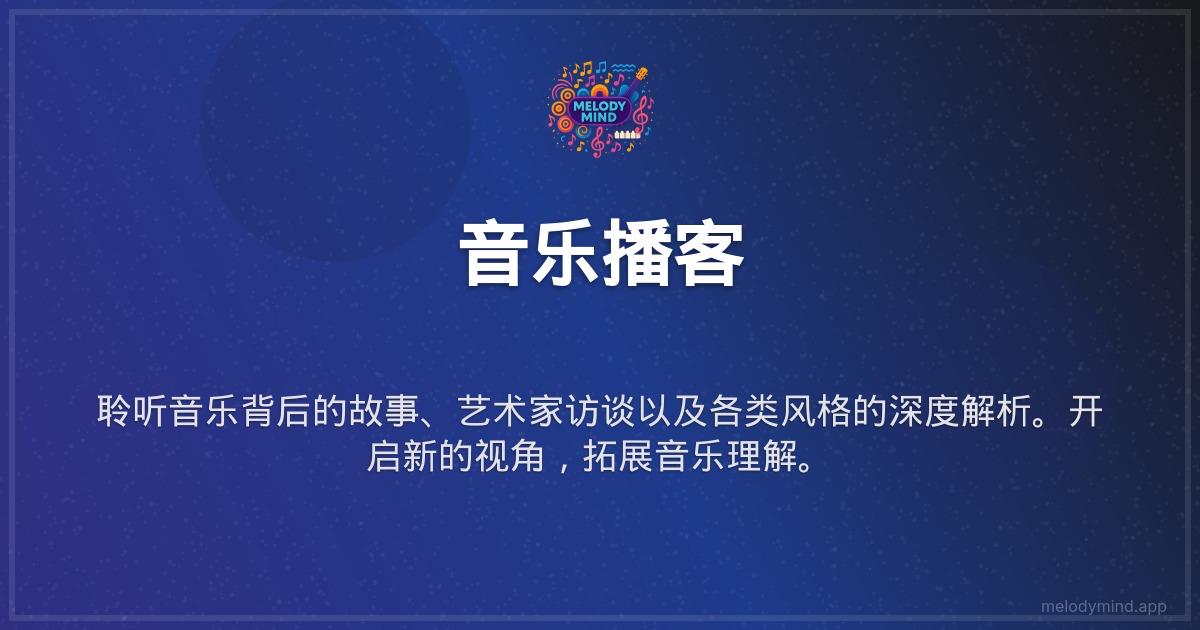 MELODY
MIND
音乐播客
聆听音乐背后的故事、艺术家访谈以及各类风格的深度解析。开
启新的视角，拓展音乐理解。
melodymind.app